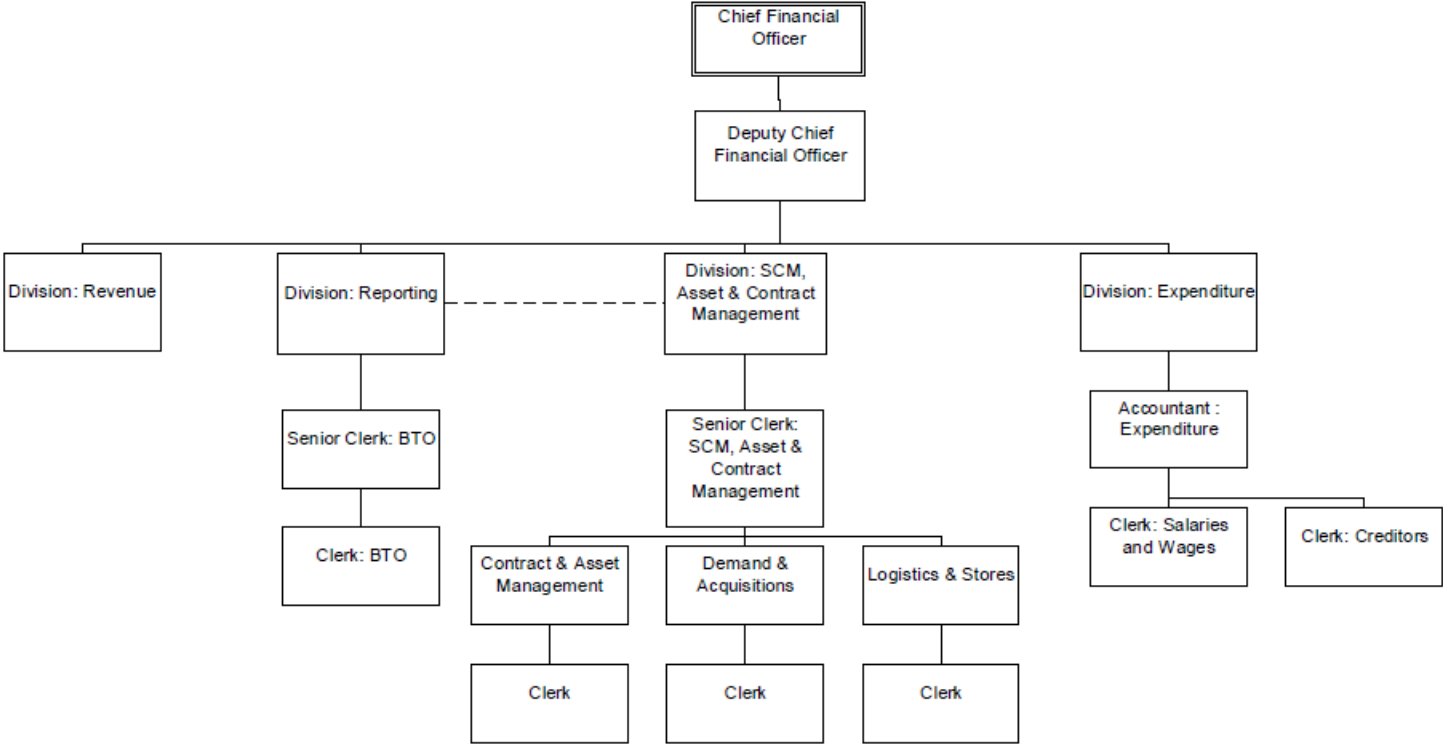 Chief Financial
Officer
Deputy Chief
Financial Officer
Division: Revenue
Division: Reporting
Division: SCM,
Asset & Contract
Management
Division: Expenditure
Senior Clerk: BTO
Senior Clerk:
SCM, Asset &
Contract
Management
Accountant :
Expenditure
Clerk: BTO
Contract & Asset
Management
Demand &
Acquisitions
Logistics & Stores
Clerk: Salaries
and Wages
Clerk: Creditors
Clerk
Clerk
Clerk